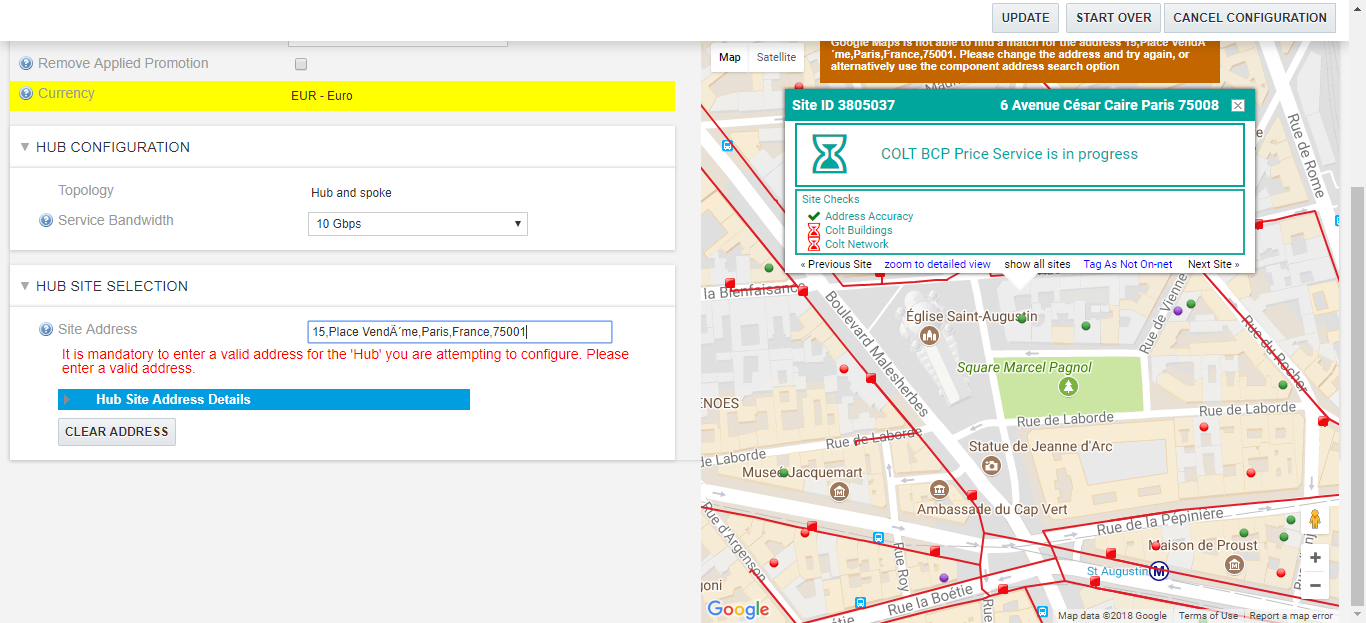 UPDATE
START OVER
CANCEL CONFIGURATION
Remove Applied Promotion
Currency
EUR - Euro
HUB CONFIGURATION
Topology
Hub and spoke
Service Bandwidth
10 Gbps
HUB SITE SELECTION
Site Address
15,Place VendÃ´me,Paris,France,75001
It is mandatory to enter a valid address for the 'Hub' you are attempting to configure. Please
enter a valid address.
Hub Site Address Details
CLEAR ADDRESS
Map
Satellite
Google Maps is not able to find a match for the address 15,Place VendÃ
´me,Paris,France,75001. Please change the address and try again, or
alternatively use the component address search option
Site ID 3805037
6 Avenue César Caire Paris 75008
COLT BCP Price Service is in progress
Site Checks
Address Accuracy
Colt Buildings
Colt Network
« Previous Site
zoom to detailed view
show all sites
Tag As Not On-net
Next Site »
Rue de Rome
la Bienfaisance
Boulevard Malesherbes
Église Saint-Augustin
Rue de Vienne
Rue du Rocher
Square Marcel Pagnol
ENOES
Rue de Laborde
Rue de Laborde
Rue de Laborde
de Laborde
Statue de Jeanne d'Arc
Musée Jacquemart
Ambassade du Cap Vert
Rue de la Pépinière
Rue d'Argenson
Maison de Proust
Rue Roy
St Augustin
M
goni
Rue la Boétie
Boétie
Rue
Google
Map data ©2018 Google
Terms of Use
Report a map error